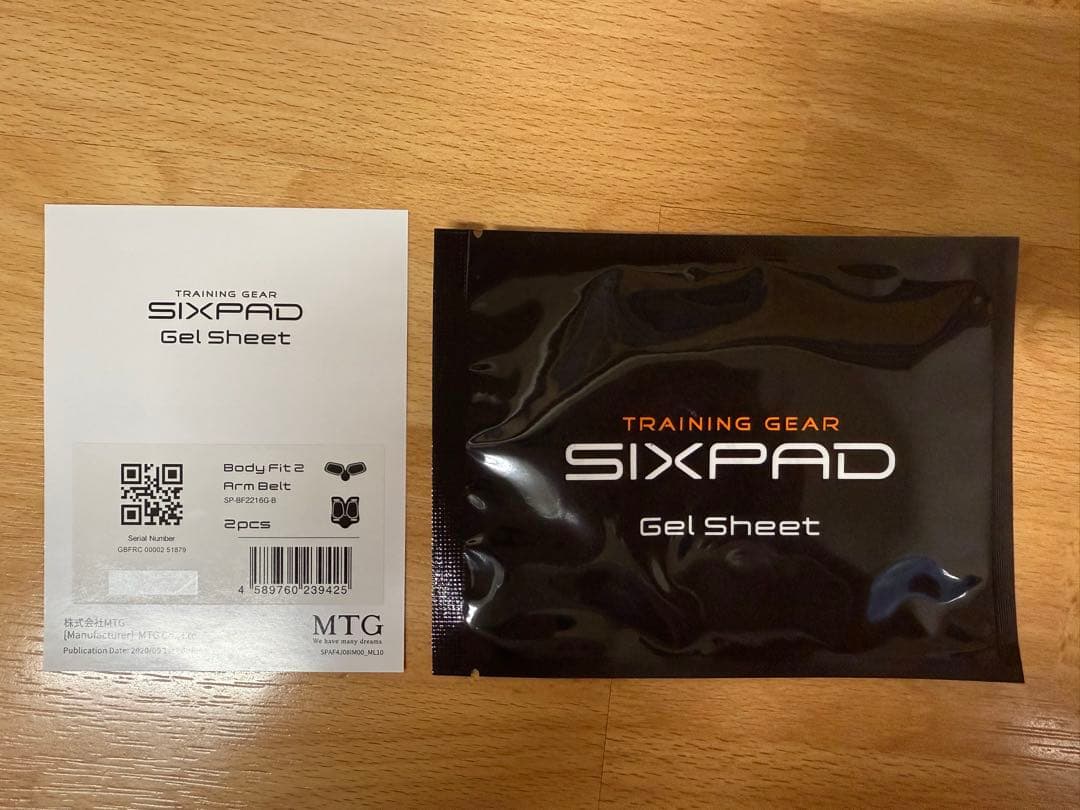 TRAINING GEAR
SIXPAD
Gel Sheet
Body Fit 2
Arm Belt
SP-BF2216G-B
2pcs
Serial Number
GBFRC 00002 51879
4 589760 239425
株式会社MTG
[Manufacturer] MTG Co., Ltd.
Publication Date: 2020/05
MTG
We have many dreams
SPAF4J08IM00_ML10
TRAINING GEAR
SIXPAD
Gel Sheet